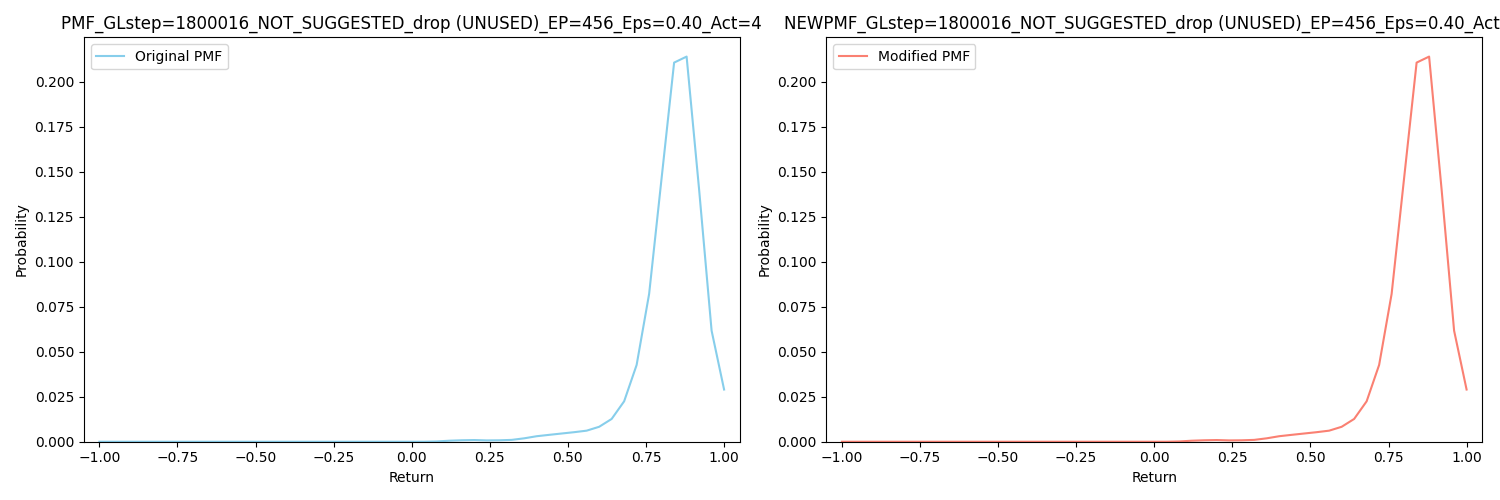 PMF_GLstep=1800016_NOT_SUGGESTED_drop (UNUSED)_EP=456_Eps=0.40_Act=4
Original PMF
Probability
0.200
0.175
0.150
0.125
0.100
0.075
0.050
0.025
0.000
−1.00 −0.75 −0.50 −0.25 0.00 0.25 0.50 0.75 1.00
Return
NEWPMF_GLstep=1800016_NOT_SUGGESTED_drop (UNUSED)_EP=456_Eps=0.40_Act
Modified PMF
Probability
0.200
0.175
0.150
0.125
0.100
0.075
0.050
0.025
0.000
−1.00 −0.75 −0.50 −0.25 0.00 0.25 0.50 0.75 1.00
Return